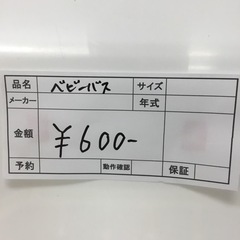 品名 ベビーバス サイズ
メーカー 年式
金額 ¥600-
予約 動作確認 保証